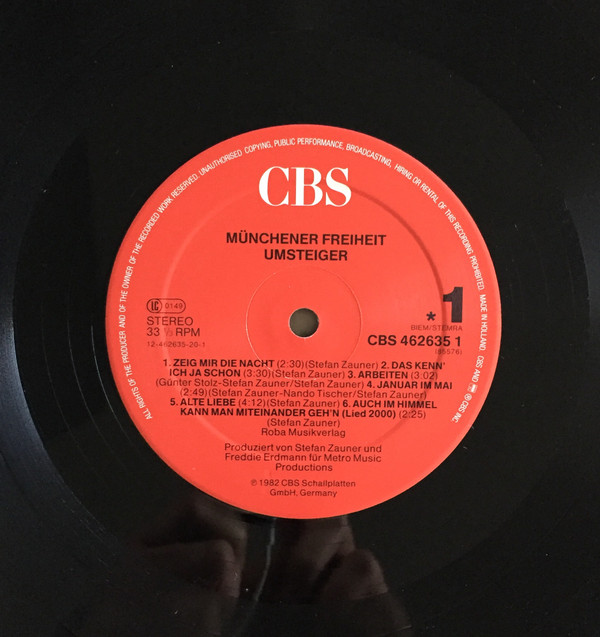 ALL RIGHTS OF THE PRODUCER AND OF THE OWNER OF THE RECORDED WORK RESERVED. UNAUTHORISED COPYING, PUBLIC PERFORMANCE, BROADCASTING, HIRING OR RENTAL OF THIS RECORDING PROHIBITED. MADE IN HOLLAND. CBS AND ℗ CBS INC.
CBS
MÜNCHENER FREIHEIT
UMSTEIGER
LC 0149
STEREO
33 ⅓ RPM
12-462635-20-1
* 1
BIEM/STEMRA
CBS 462635 1
(85576)
1. ZEIG MIR DIE NACHT (2:30)(Stefan Zauner) 2. DAS KENN'
ICH JA SCHON (3:30)(Stefan Zauner) 3. ARBEITEN (3:02)
(Günter Stolz-Stefan Zauner/Stefan Zauner) 4. JANUAR IM MAI
(2:49)(Stefan Zauner-Nando Tischer/Stefan Zauner)
5. ALTE LIEBE (4:12)(Stefan Zauner) 6. AUCH IM HIMMEL
KANN MAN MITEINANDER GEH'N (Lied 2000) (2:25)
(Stefan Zauner)
Roba Musikverlag
Produziert von Stefan Zauner und
Freddie Erdmann für Metro Music
Productions
℗ 1982 CBS Schallplatten
GmbH, Germany